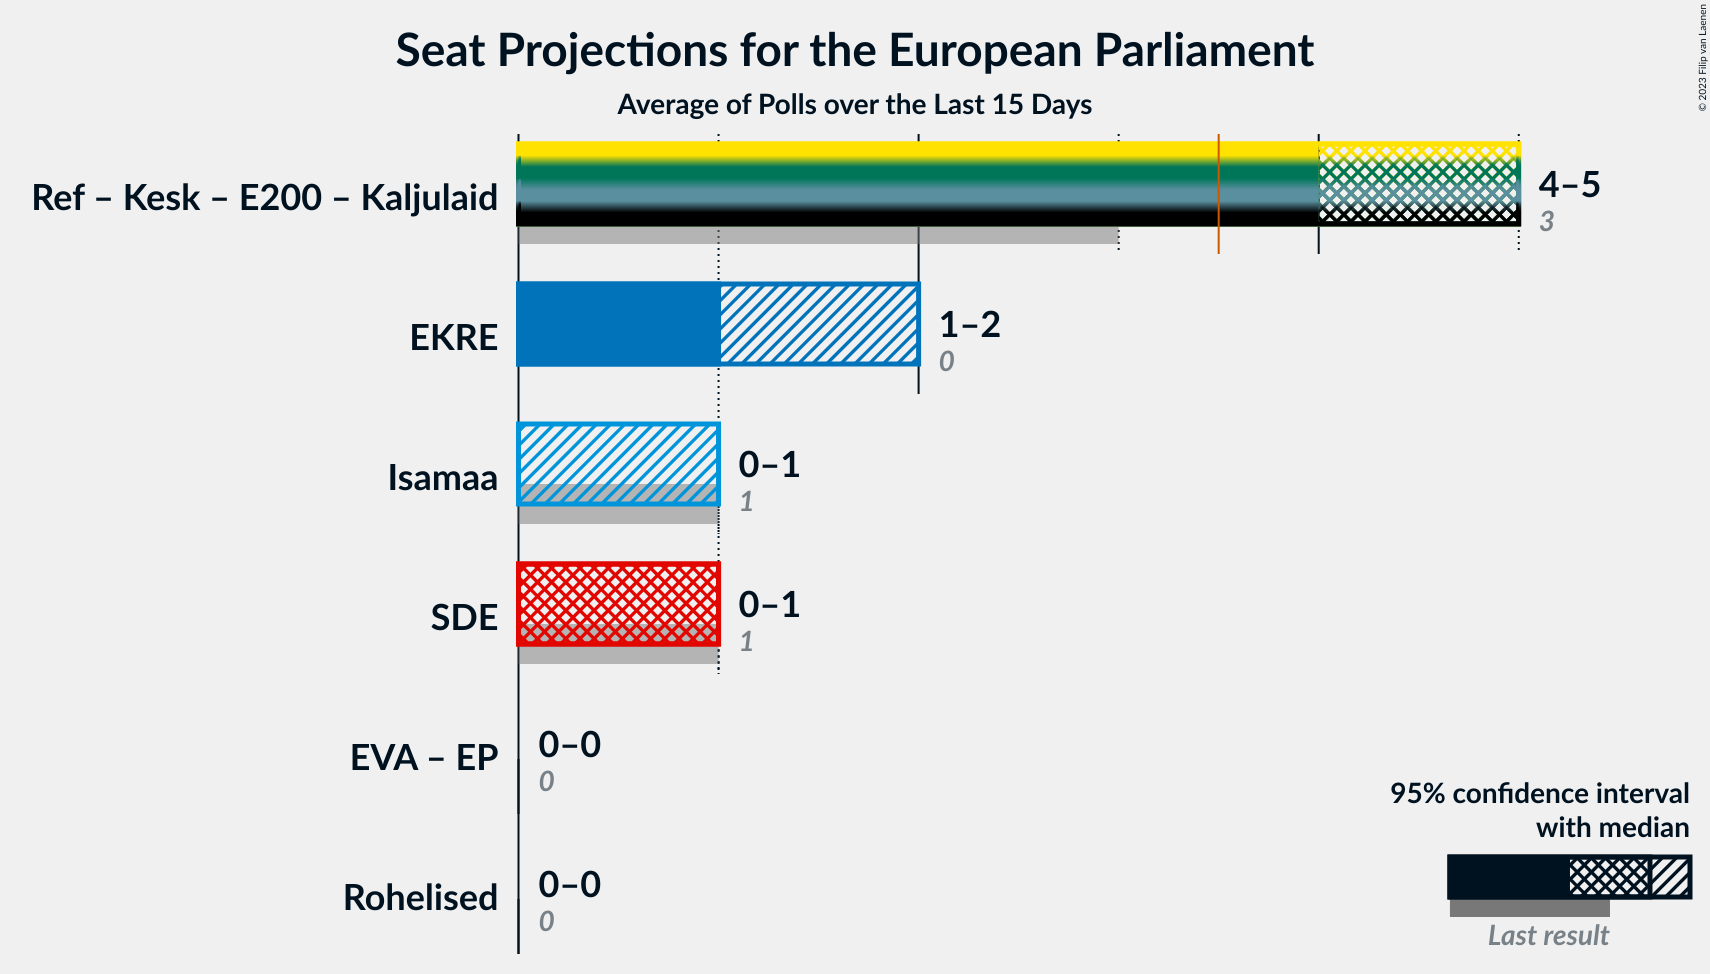 Seat Projections for the European Parliament
Average of Polls over the Last 15 Days
© 2023 Filip van Laenen
Ref – Kesk – E200 – Kaljulaid
4–5
3
EKRE
1–2
0
Isamaa
0–1
1
SDE
0–1
1
EVA – EP
0–0
0
Rohelised
0–0
0
95% confidence interval
with median
Last result